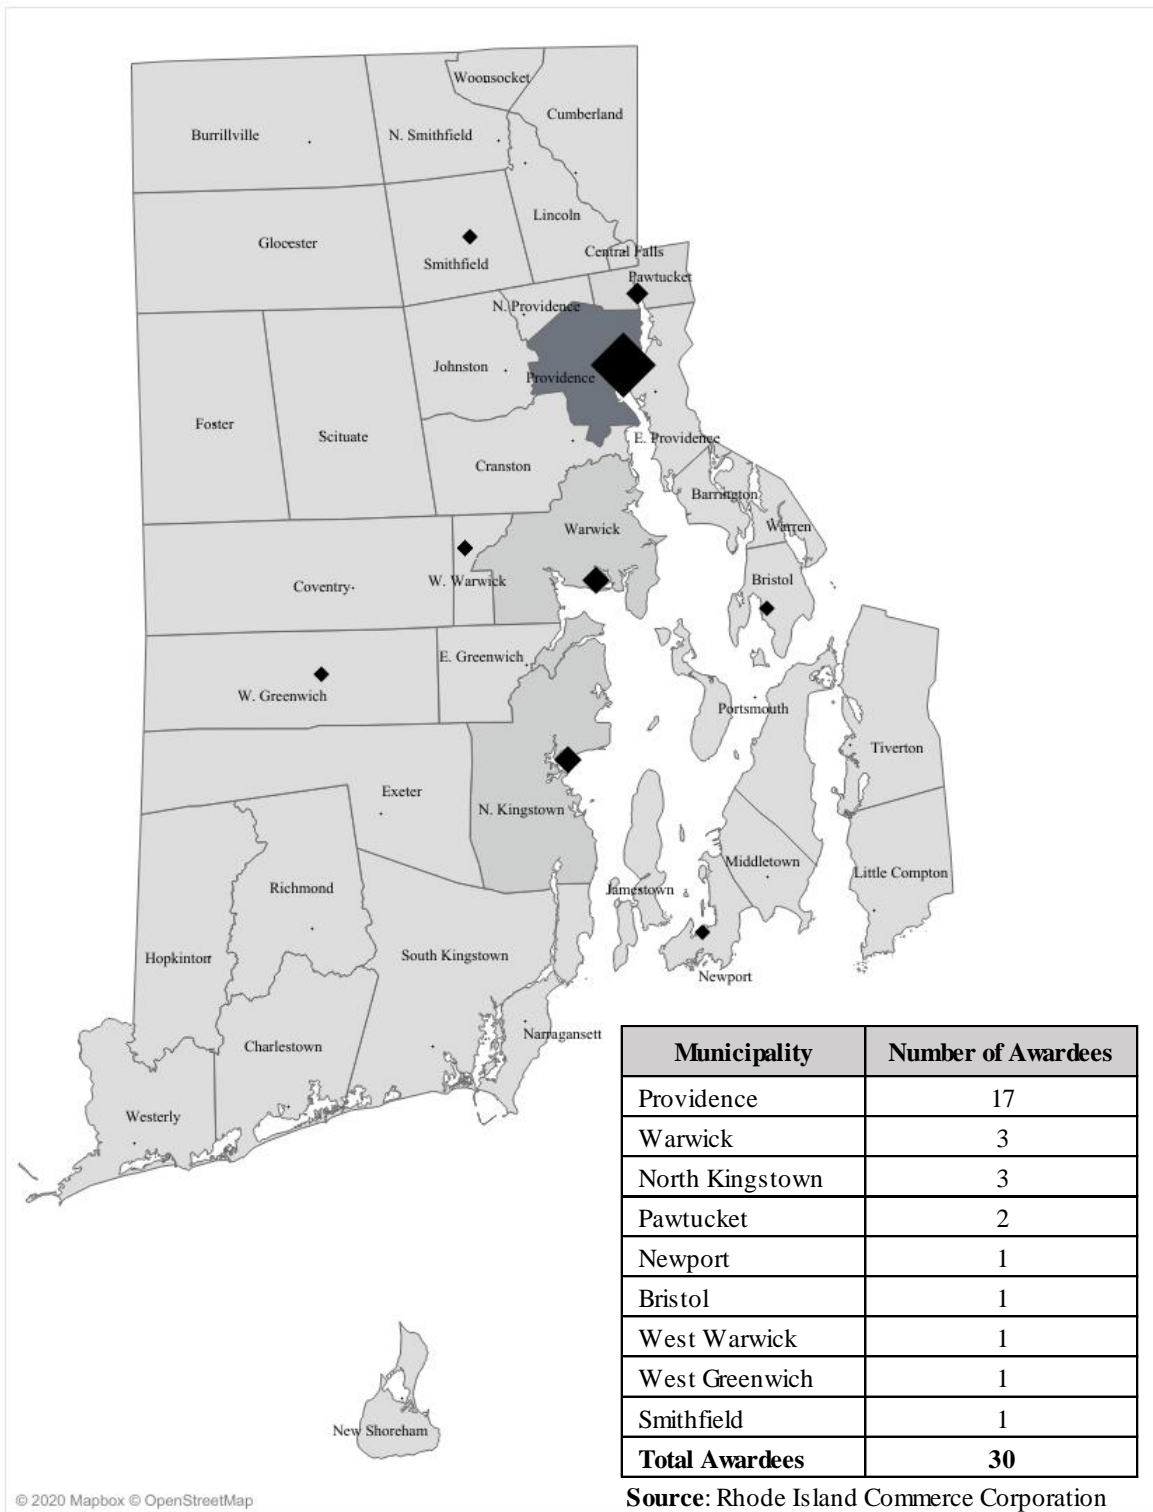 Woonsocket
Cumberland
Burrillville
N. Smithfield
Lincoln
Glocester
Central Falls
Smithfield
Pawtucket
N. Providence
Johnston
Providence
Foster
Scituate
E. Providence
Cranston
Barrington
Warren
Warwick
Bristol
W. Warwick
Coventry
E. Greenwich
W. Greenwich
Portsmouth
Tiverton
Exeter
N. Kingstown
Middletown
Little Compton
Richmond
Jamestown
South Kingstown
Hopkinton
Newport
Narragansett
Charlestown
Westerly
New Shoreham
Municipality Number of Awardees
Providence 17
Warwick 3
North Kingstown 3
Pawtucket 2
Newport 1
Bristol 1
West Warwick 1
West Greenwich 1
Smithfield 1
Total Awardees 30
Source: Rhode Island Commerce Corporation
© 2020 Mapbox © OpenStreetMap